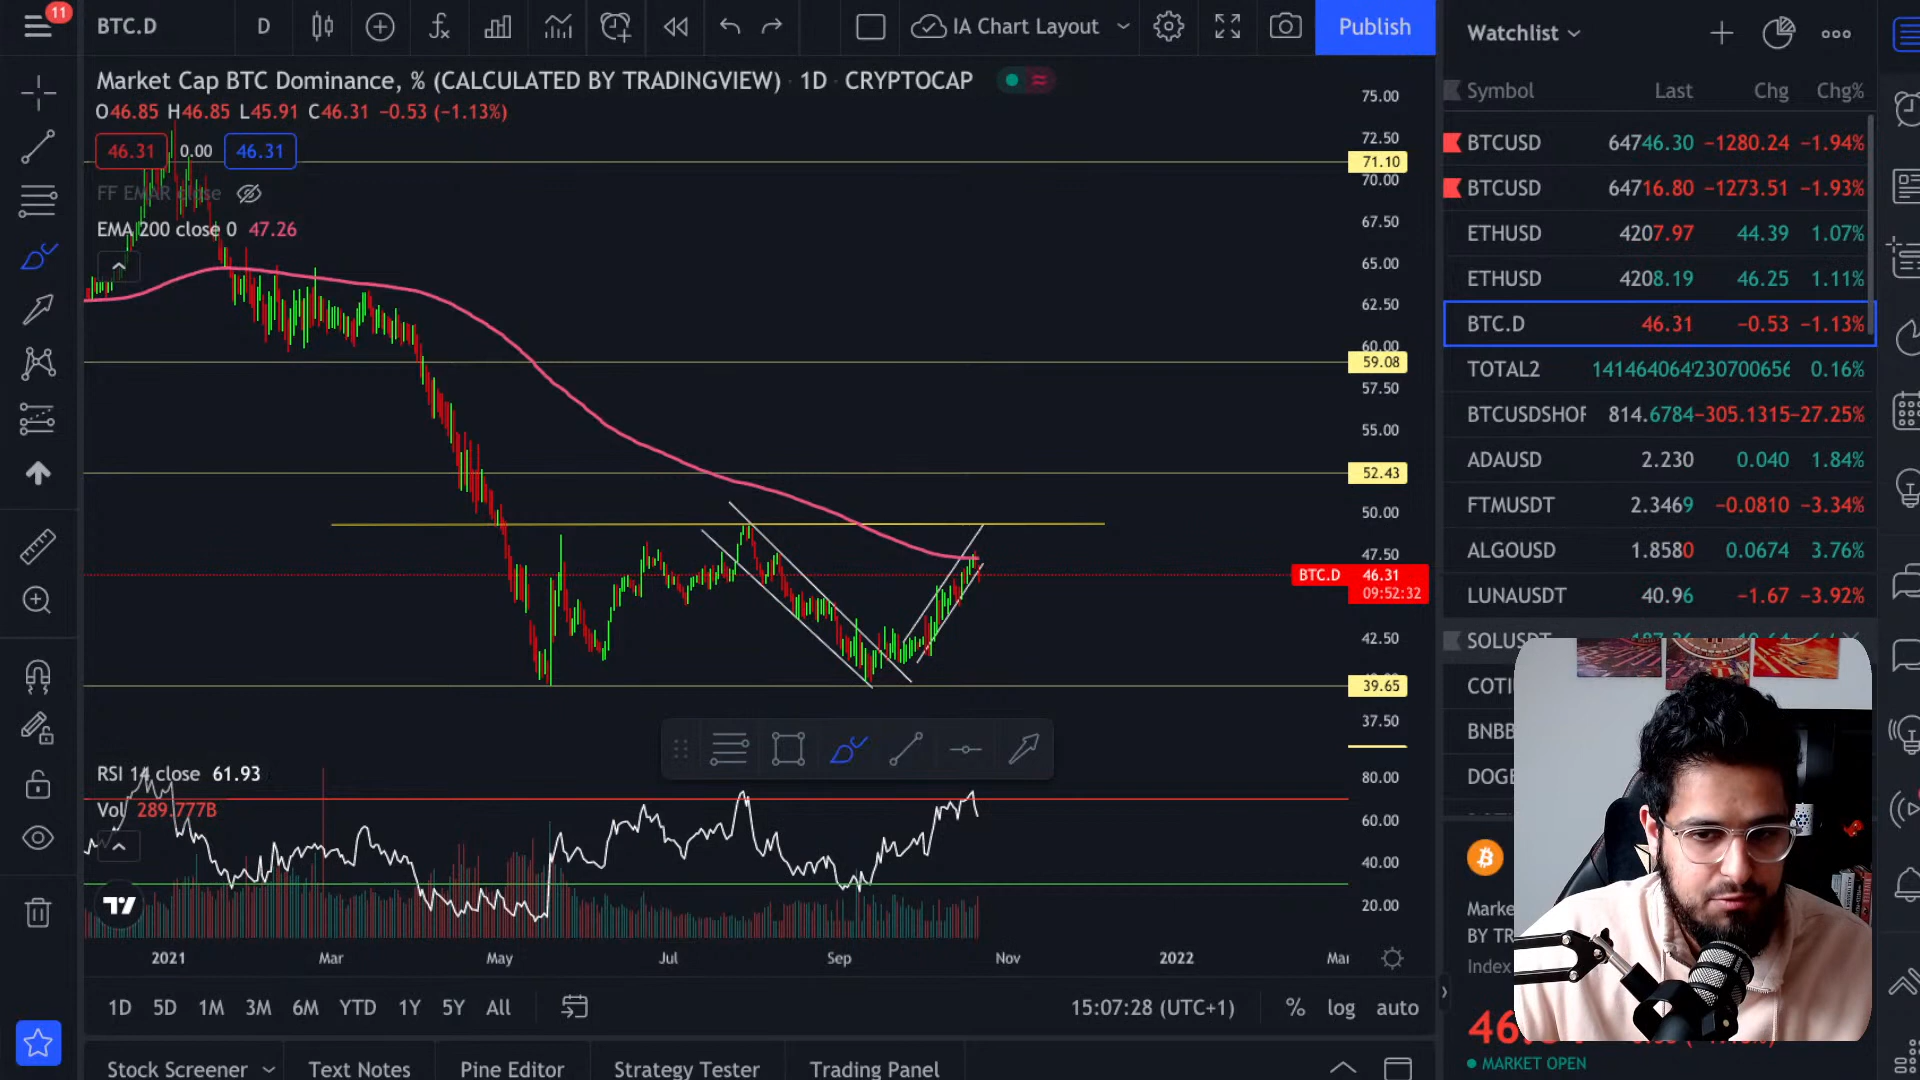 11
BTC.D
D
IA Chart Layout
Publish
Market Cap BTC Dominance, % (CALCULATED BY TRADINGVIEW) · 1D · CRYPTOCAP
O46.85 H46.85 L45.91 C46.31 −0.53 (−1.13%)
46.31 0.00 46.31
FF EMAR close
EMA 200 close 0 47.26
75.00
72.50
71.10
70.00
67.50
65.00
62.50
60.00
59.08
57.50
55.00
52.43
50.00
47.50
BTC.D 46.31
09:52:32
42.50
39.65
37.50
RSI 14 close 61.93
Vol 289.777B
80.00
60.00
40.00
20.00
2021 Mar May Jul Sep Nov 2022
1D 5D 1M 3M 6M YTD 1Y 5Y All
15:07:28 (UTC+1) % log auto
Stock Screener Text Notes Pine Editor Strategy Tester Trading Panel
Watchlist
Symbol Last Chg Chg%
BTCUSD 64746.30 −1280.24 −1.94%
BTCUSD 64716.80 −1273.51 −1.93%
ETHUSD 4207.97 44.39 1.07%
ETHUSD 4208.19 46.25 1.11%
BTC.D 46.31 −0.53 −1.13%
TOTAL2 0.16%
BTCUSDSHOR 814.6784 −305.1315 −27.25%
ADAUSD 2.230 0.040 1.84%
FTMUSDT 2.3469 −0.0810 −3.34%
ALGOUSD 1.8580 0.0674 3.76%
LUNAUSDT 40.96 −1.67 −3.92%
SOLUSDT
COTI
BNBB
DOGE
Marke
BY TR
Index
MARKET OPEN